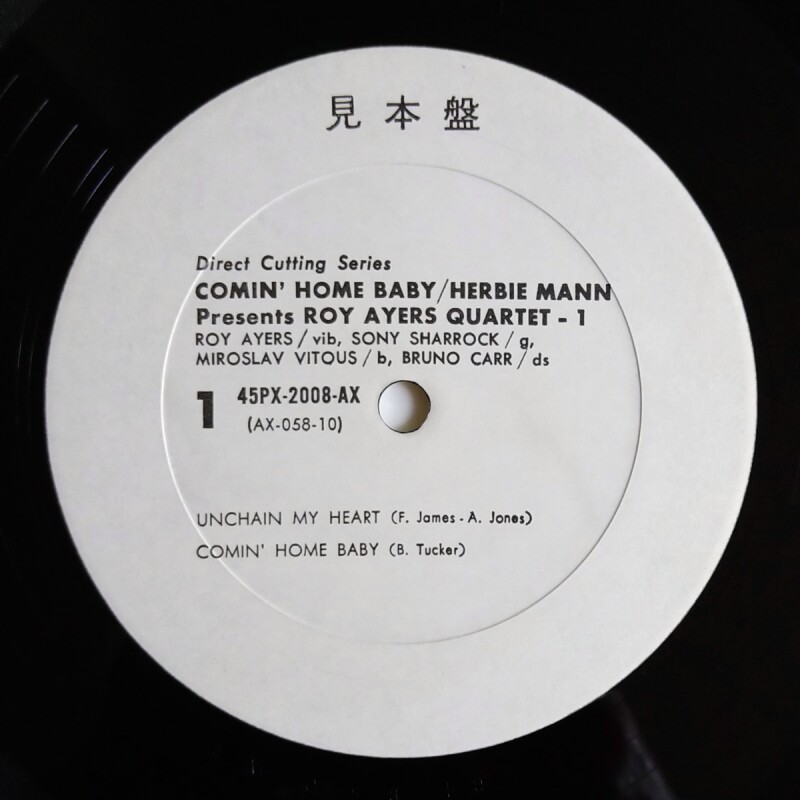 見本盤
Direct Cutting Series
COMIN' HOME BABY/HERBIE MANN
Presents ROY AYERS QUARTET - 1
ROY AYERS / vib, SONY SHARROCK / g,
MIROSLAV VITOUS / b, BRUNO CARR / ds
1 45PX-2008-AX
(AX-058-10)
UNCHAIN MY HEART (F. James - A. Jones)
COMIN' HOME BABY (B. Tucker)